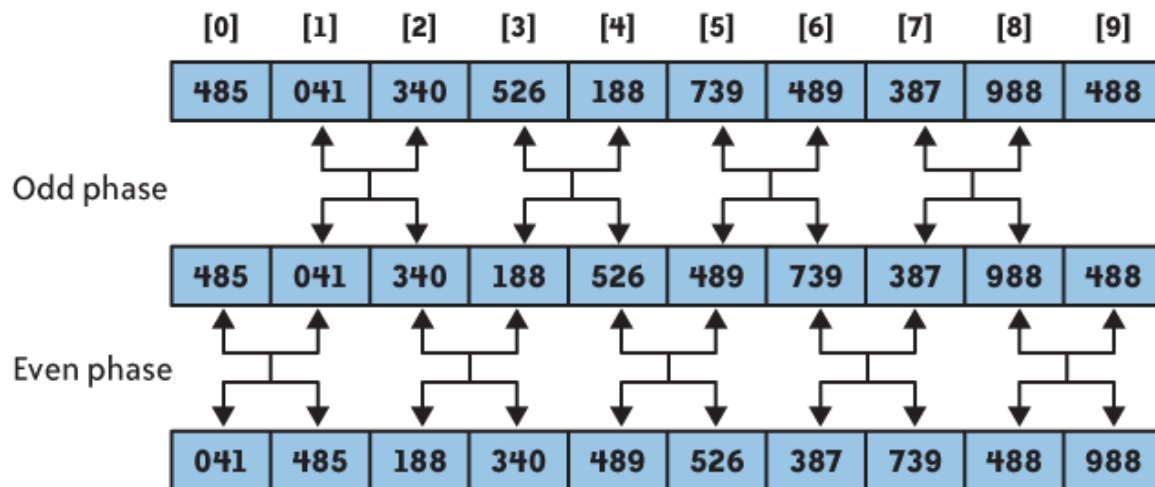 [0] [1] [2] [3] [4] [5] [6] [7] [8] [9]
485 041 340 526 188 739 489 387 988 488
Odd phase
485 041 340 188 526 489 739 387 988 488
Even phase
041 485 188 340 489 526 387 739 488 988